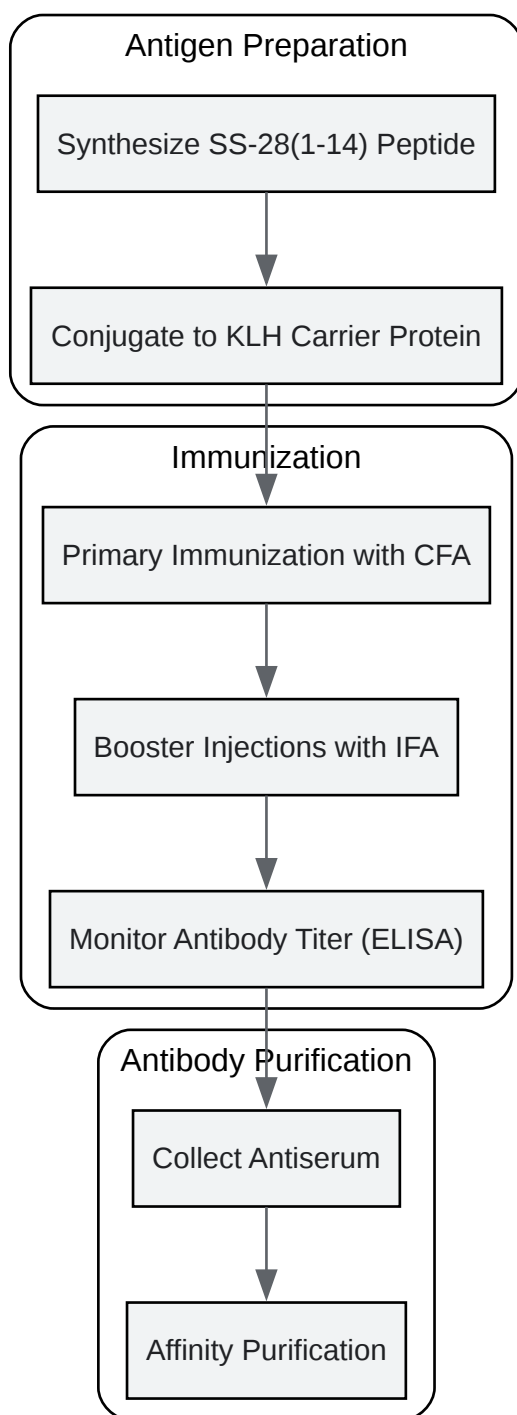 Antigen Preparation
Synthesize SS-28(1-14) Peptide
Conjugate to KLH Carrier Protein
Immunization
Primary Immunization with CFA
Booster Injections with IFA
Monitor Antibody Titer (ELISA)
Antibody Purification
Collect Antiserum
Affinity Purification